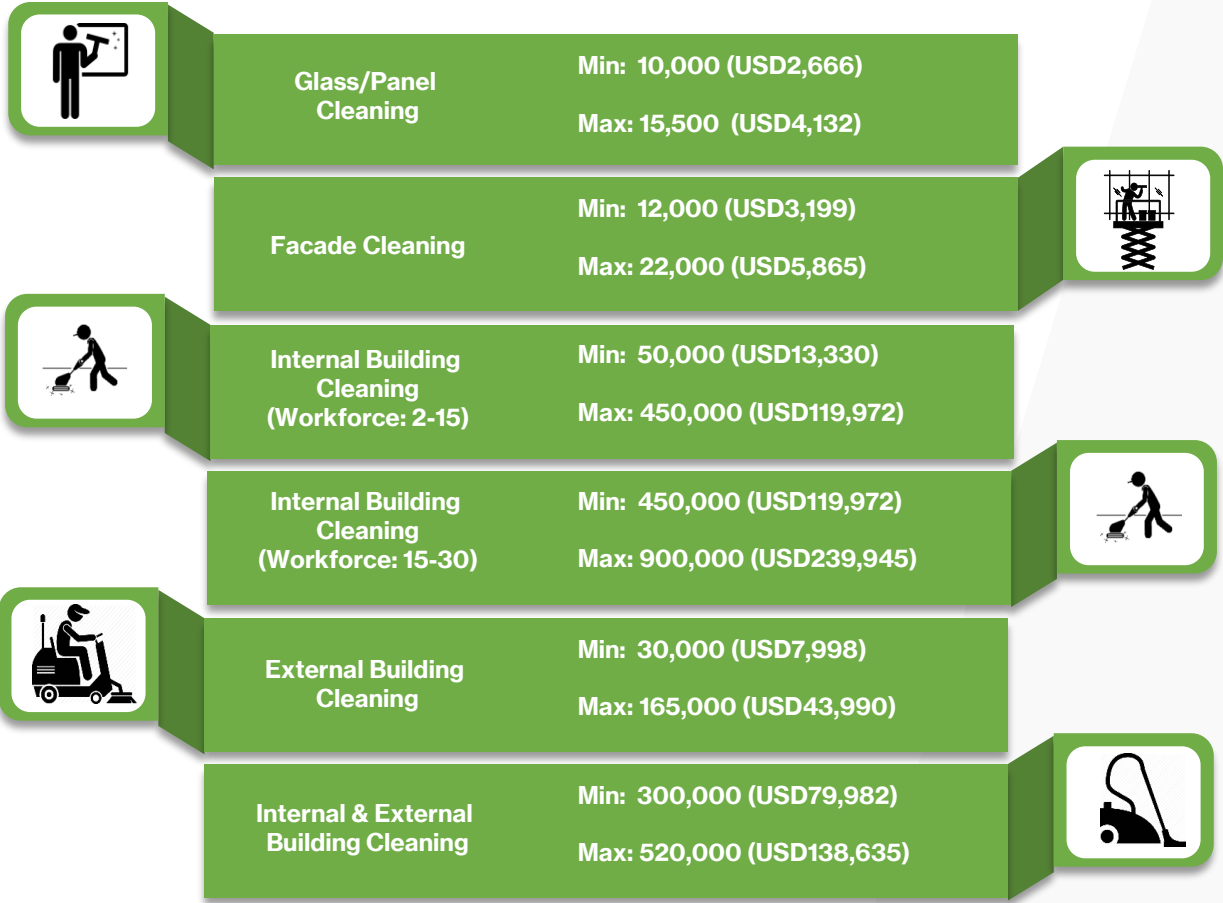 Glass/Panel
Cleaning
Min: 10,000 (USD2,666)
Max: 15,500 (USD4,132)
Facade Cleaning
Min: 12,000 (USD3,199)
Max: 22,000 (USD5,865)
Internal Building
Cleaning
(Workforce: 2-15)
Min: 50,000 (USD13,330)
Max: 450,000 (USD119,972)
Internal Building
Cleaning
(Workforce: 15-30)
Min: 450,000 (USD119,972)
Max: 900,000 (USD239,945)
External Building
Cleaning
Min: 30,000 (USD7,998)
Max: 165,000 (USD43,990)
Internal & External
Building Cleaning
Min: 300,000 (USD79,982)
Max: 520,000 (USD138,635)